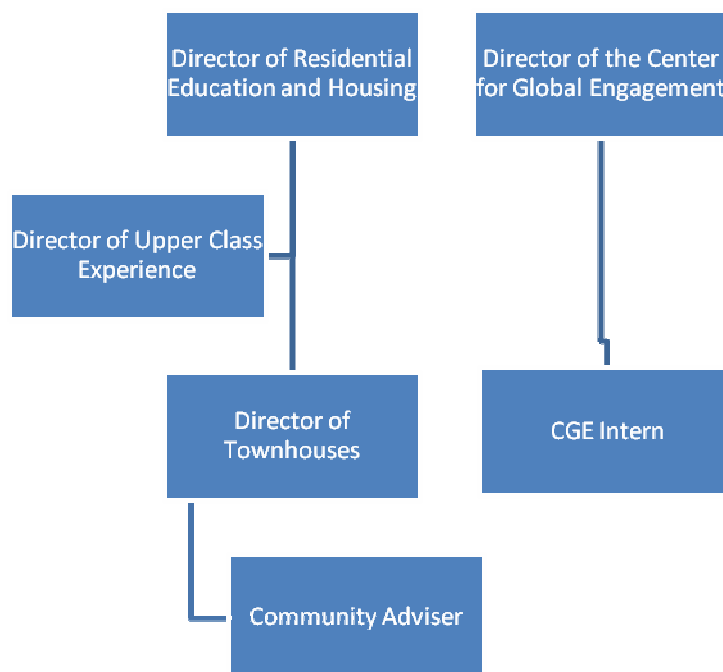 Director of Residential
Education and Housing
Director of the Center
for Global Engagement
Director of Upper Class
Experience
Director of
Townhouses
CGE Intern
Community Adviser